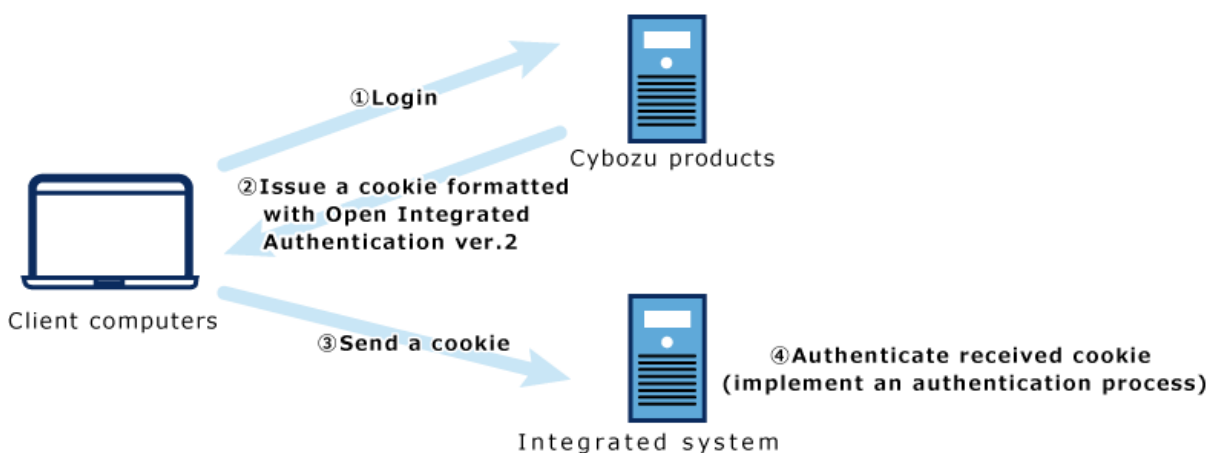 ①Login
Cybozu products
②Issue a cookie formatted
with Open Integrated
Authentication ver.2
Client computers
③Send a cookie
④Authenticate received cookie
(implement an authentication process)
Integrated system